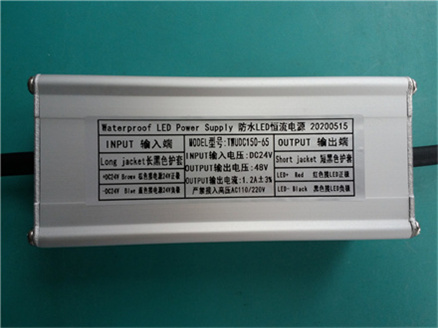 Waterproof LED Power Supply 防水LED恒流电源 20200515
INPUT 输入端
Long jacket长黑色护套
+DC24V Brown 棕色接电源24V正极
-DC24V Blue 蓝色接电源24V负极
MODEL型号:TWUDC150-65
INPUT输入电压:DC24V
OUTPUT输出电压:48V
OUTPUT输出电流:1.2A±3%
严禁接入高压AC110/220V
OUTPUT 输出端
Short jacket 短黑色护套
LED+ Red 红色接LED正极
LED- Black 黑色接LED负极